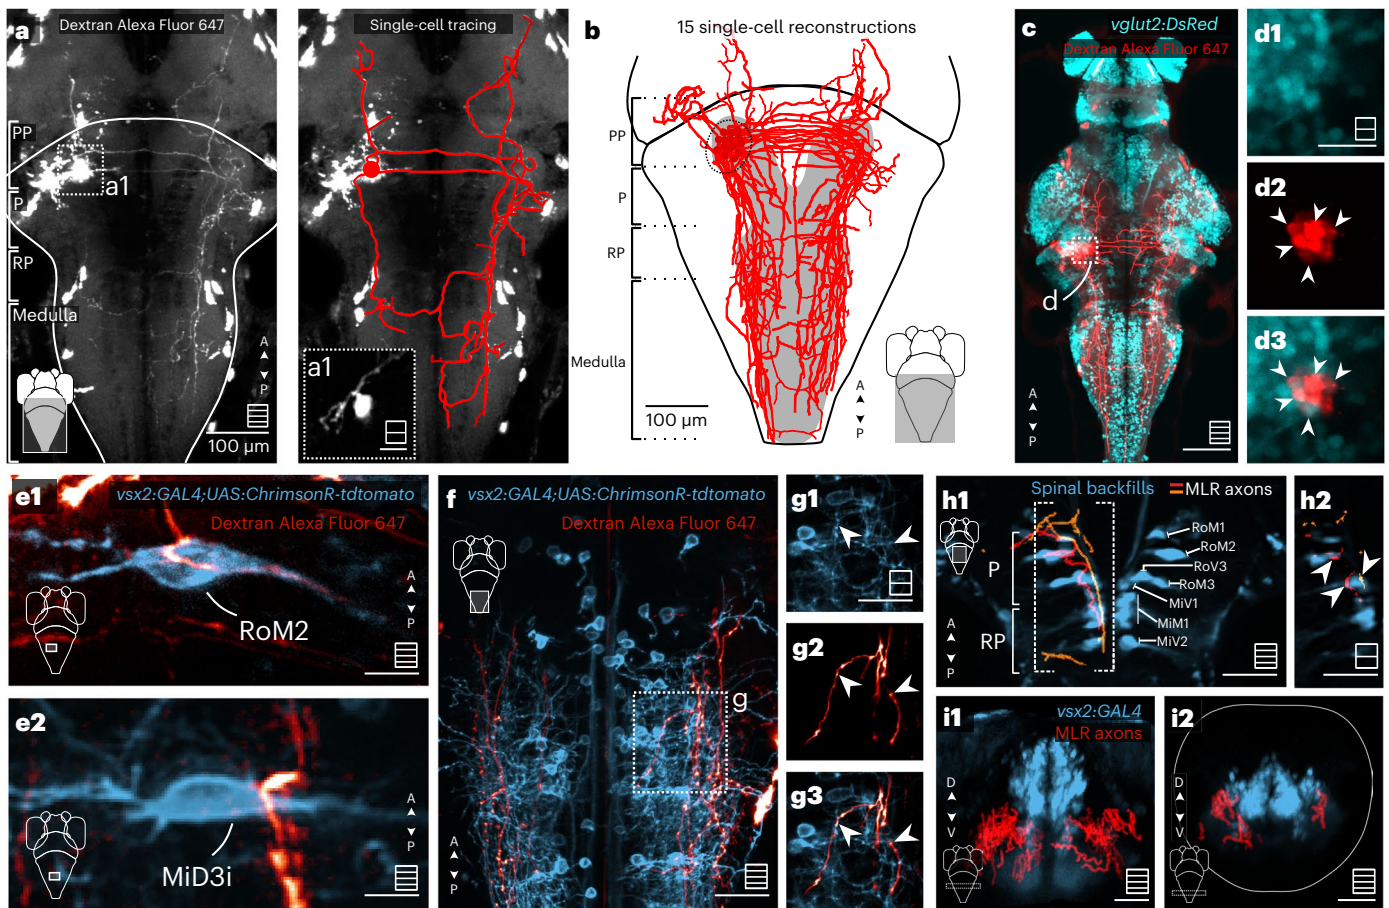 a
Dextran Alexa Fluor 647
PP
a1
P
RP
Medulla
A
P
100 µm
Single-cell tracing
a1
b
15 single-cell reconstructions
PP
P
RP
Medulla
100 µm
A
P
c
vglut2:DsRed
Dextran Alexa Fluor 647
d
A
P
d1
d2
d3
e1
vsx2:GAL4;UAS:ChrimsonR-tdtomato
Dextran Alexa Fluor 647
RoM2
A
P
e2
MiD3i
A
P
f
vsx2:GAL4;UAS:ChrimsonR-tdtomato
Dextran Alexa Fluor 647
g
A
P
g1
g2
g3
h1
Spinal backfills
MLR axons
P
RP
A
P
RoM1
RoM2
RoV3
RoM3
MiV1
MiM1
MiV2
h2
i1
vsx2:GAL4
MLR axons
D
V
i2
D
V